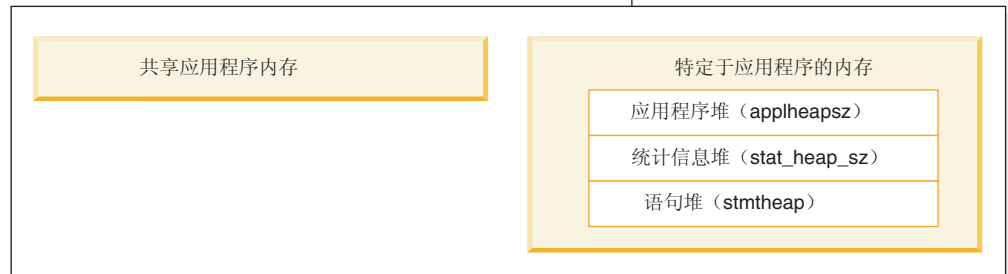 共享应用程序内存
特定于应用程序的内存
应用程序堆（applheapsz）
统计信息堆（stat_heap_sz）
语句堆（stmtheap）